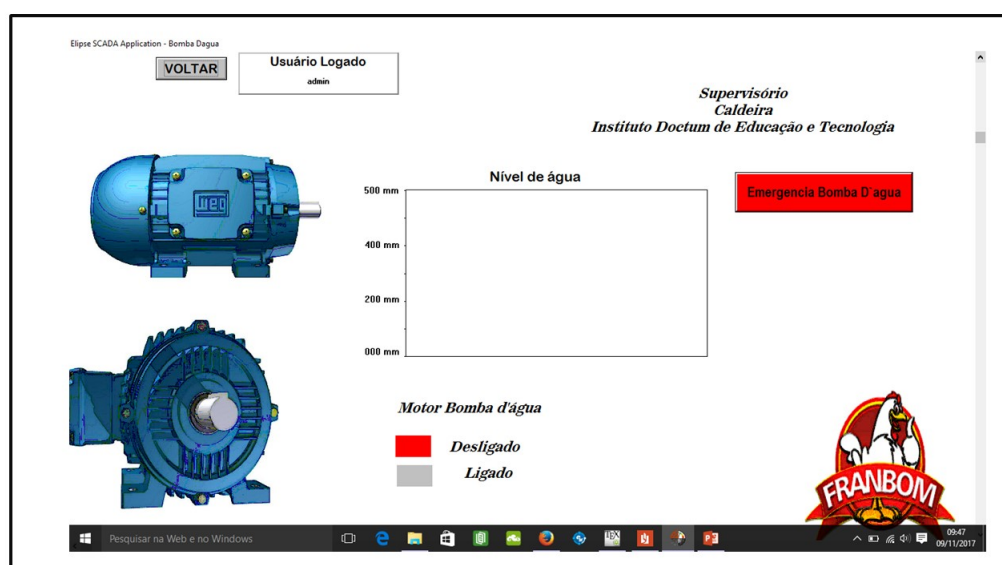 Elipse SCADA Application - Bomba Dagua
VOLTAR
Usuário Logado
admin
Supervisório
Caldeira
Instituto Doctum de Educação e Tecnologia
WEG
Nível de água
500 mm
400 mm
200 mm
000 mm
Emergencia Bomba D`agua
Motor Bomba d'água
Desligado
Ligado
FRANBOM
Pesquisar na Web e no Windows
09:47
09/11/2017